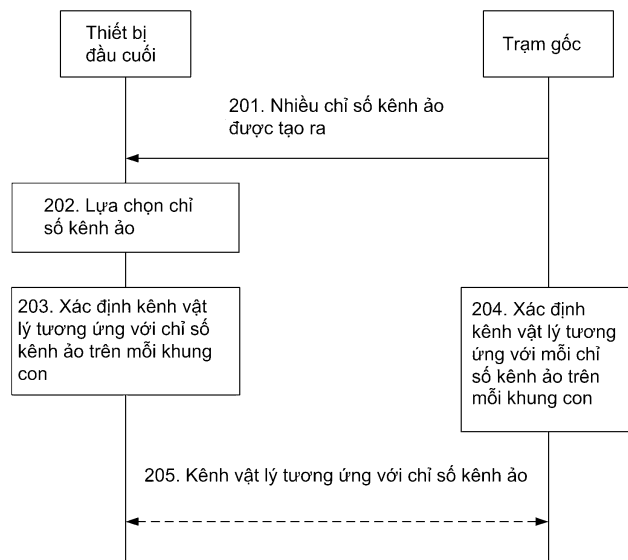 Thiết bị
đầu cuối
Trạm gốc
201. Nhiều chỉ số kênh ảo
được tạo ra
202. Lựa chọn chỉ
số kênh ảo
203. Xác định kênh vật
lý tương ứng với chỉ số
kênh ảo trên mỗi khung
con
204. Xác định
kênh vật lý tương
ứng với mỗi chỉ
số kênh ảo trên
mỗi khung con
205. Kênh vật lý tương ứng với chỉ số kênh ảo